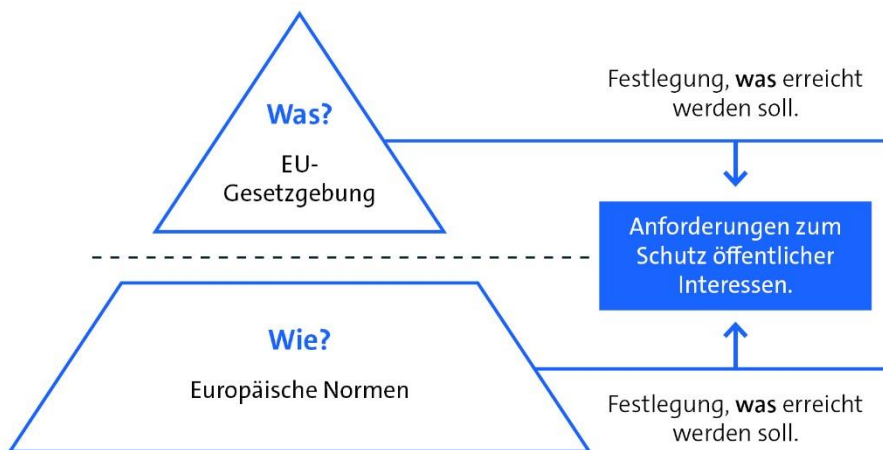 Was?
EU-
Gesetzgebung
Festlegung, was erreicht
werden soll.
Anforderungen zum
Schutz öffentlicher
Interessen.
Wie?
Europäische Normen
Festlegung, was erreicht
werden soll.